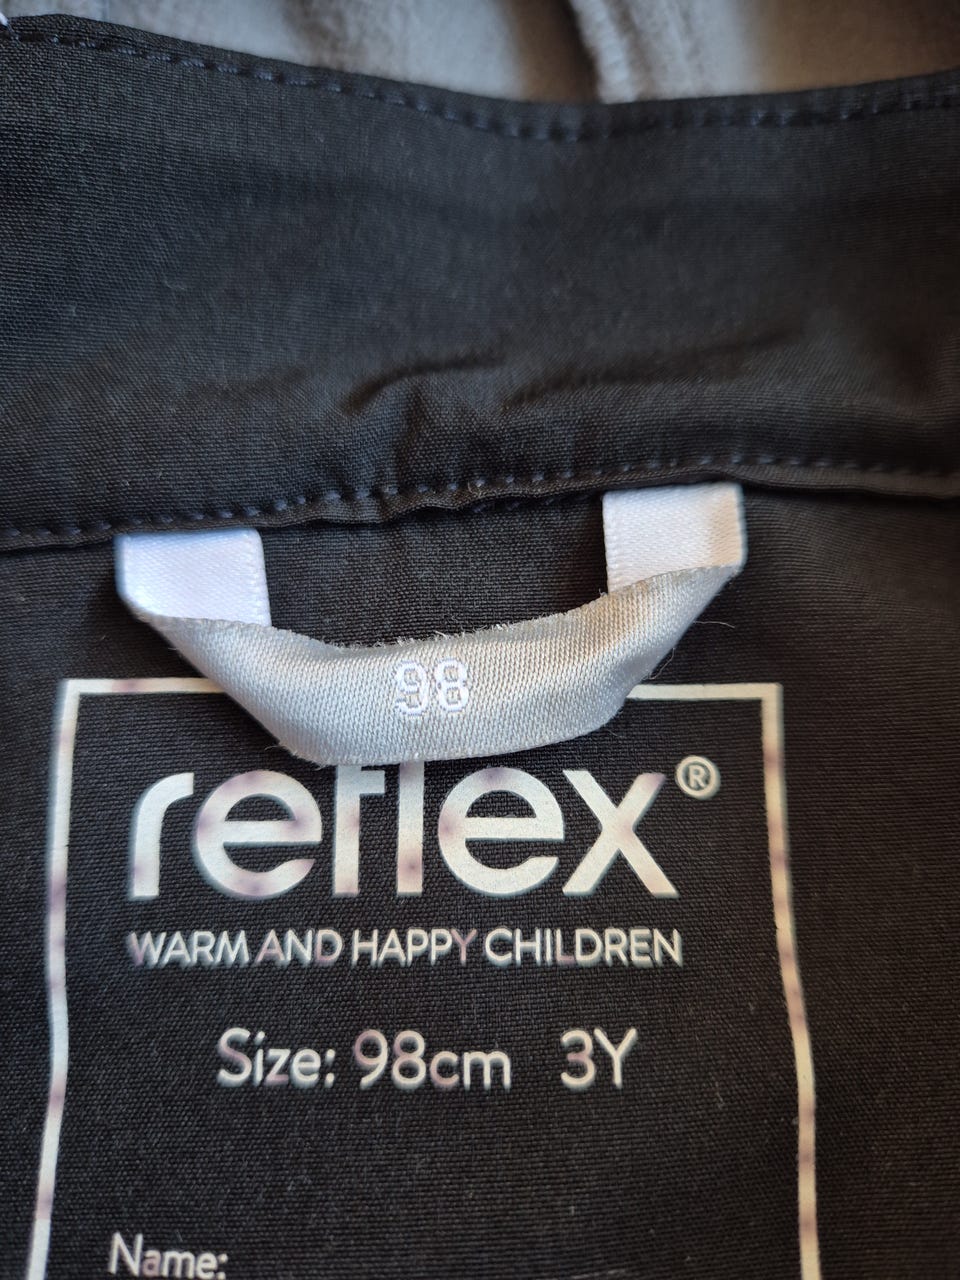 98
reflex®
WARM AND HAPPY CHILDREN
Size: 98cm 3Y
Name: